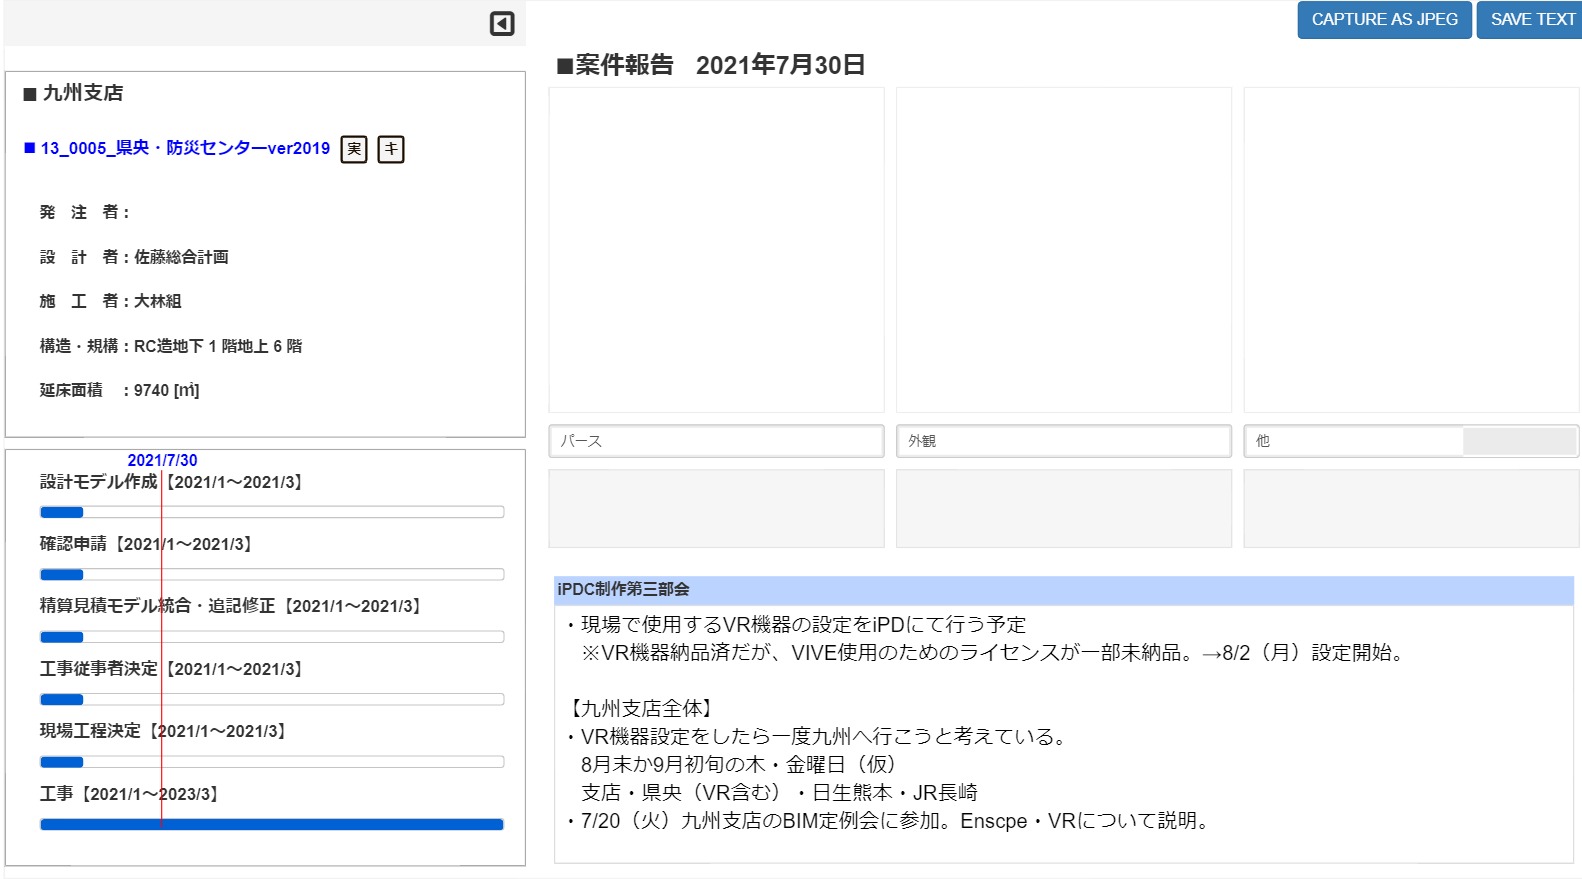 CAPTURE AS JPEG
SAVE TEXT
■案件報告 2021年7月30日
■ 九州支店
■ 13_0005_県央・防災センターver2019 実 キ
発 注 者:
設 計 者:佐藤総合計画
施 工 者:大林組
構造・規構:RC造地下1階地上6階
延床面積 :9740 [㎡]
2021/7/30
設計モデル作成【2021/1～2021/3】
確認申請【2021/1～2021/3】
精算見積モデル統合・追記修正【2021/1～2021/3】
工事従事者決定【2021/1～2021/3】
現場工程決定【2021/1～2021/3】
工事【2021/1～2023/3】
パース
外観
他
iPDC制作第三部会
・現場で使用するVR機器の設定をiPDにて行う予定
※VR機器納品済だが、VIVE使用のためのライセンスが一部未納品。→8/2（月）設定開始。
【九州支店全体】
・VR機器設定をしたら一度九州へ行こうと考えている。
8月末か9月初旬の木・金曜日（仮）
支店・県央（VR含む）・日生熊本・JR長崎
・7/20（火）九州支店のBIM定例会に参加。Enscpe・VRについて説明。